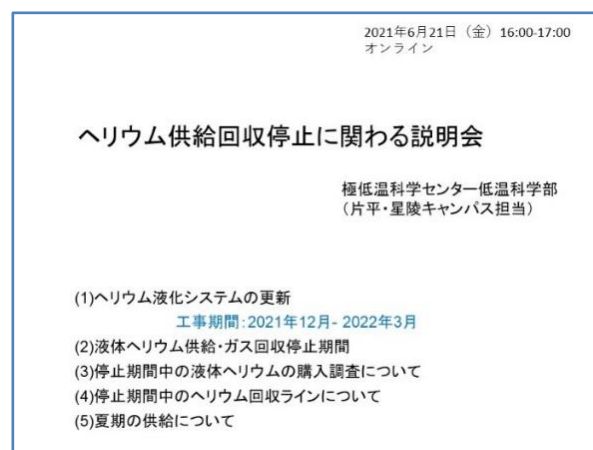 2021年6月21日（金）16:00-17:00
オンライン
ヘリウム供給回収停止に関わる説明会
極低温科学センター低温科学部
（片平・星陵キャンパス担当）
(1)ヘリウム液化システムの更新
工事期間:2021年12月- 2022年3月
(2)液体ヘリウム供給・ガス回収停止期間
(3)停止期間中の液体ヘリウムの購入調査について
(4)停止期間中のヘリウム回収ラインについて
(5)夏期の供給について